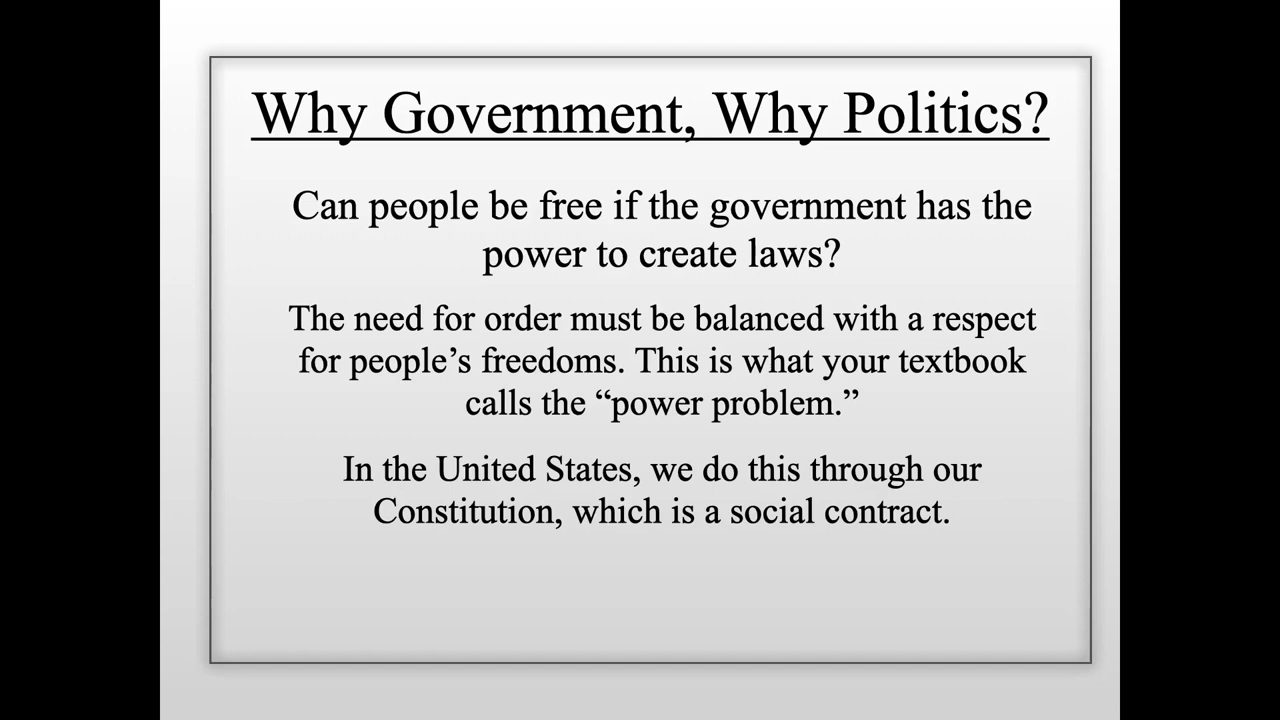 Why Government, Why Politics?
Can people be free if the government has the
power to create laws?
The need for order must be balanced with a respect
for people’s freedoms. This is what your textbook
calls the “power problem.”
In the United States, we do this through our
Constitution, which is a social contract.